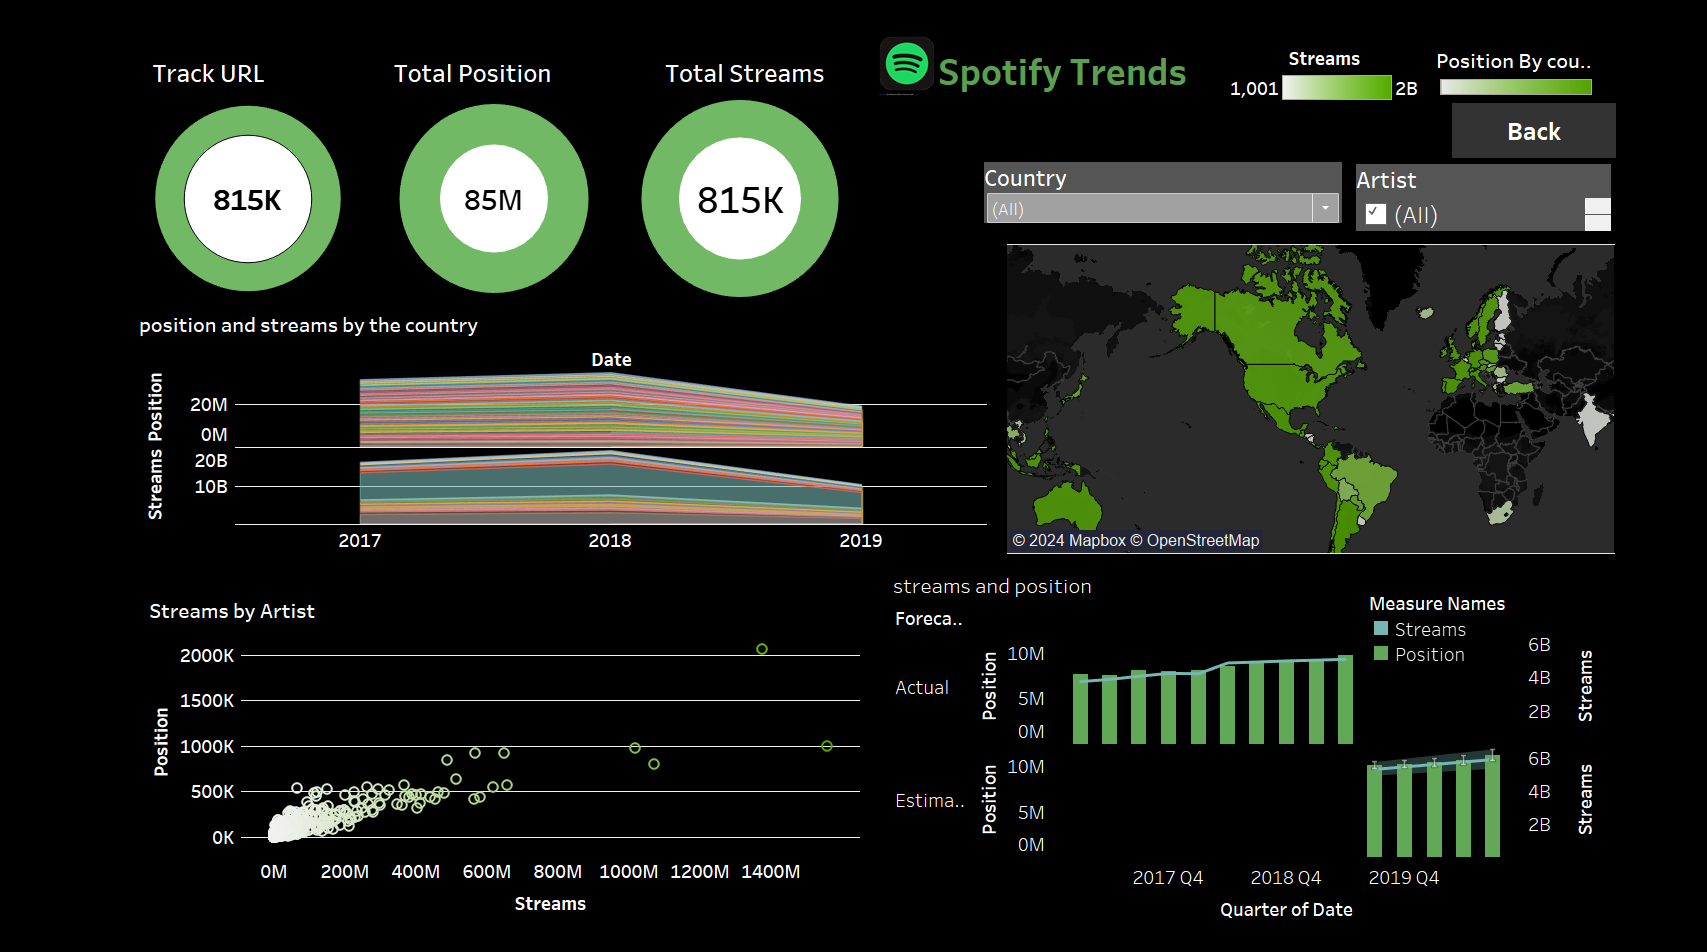 Track URL
Total Position
Total Streams
Spotify Trends
Streams
1,001
2B
Position By cou..
Back
815K
85M
815K
Country
(All)
Artist
(All)
position and streams by the country
Date
Position
20M
0M
Streams
20B
10B
2017
2018
2019
© 2024 Mapbox © OpenStreetMap
Streams by Artist
Position
2000K
1500K
1000K
500K
0K
0M
200M
400M
600M
800M
1000M
1200M
1400M
Streams
streams and position
Foreca..
Measure Names
Streams
Position
Actual
Position
10M
5M
0M
6B
4B
2B
Streams
Estima..
Position
10M
5M
0M
6B
4B
2B
Streams
2017 Q4
2018 Q4
2019 Q4
Quarter of Date